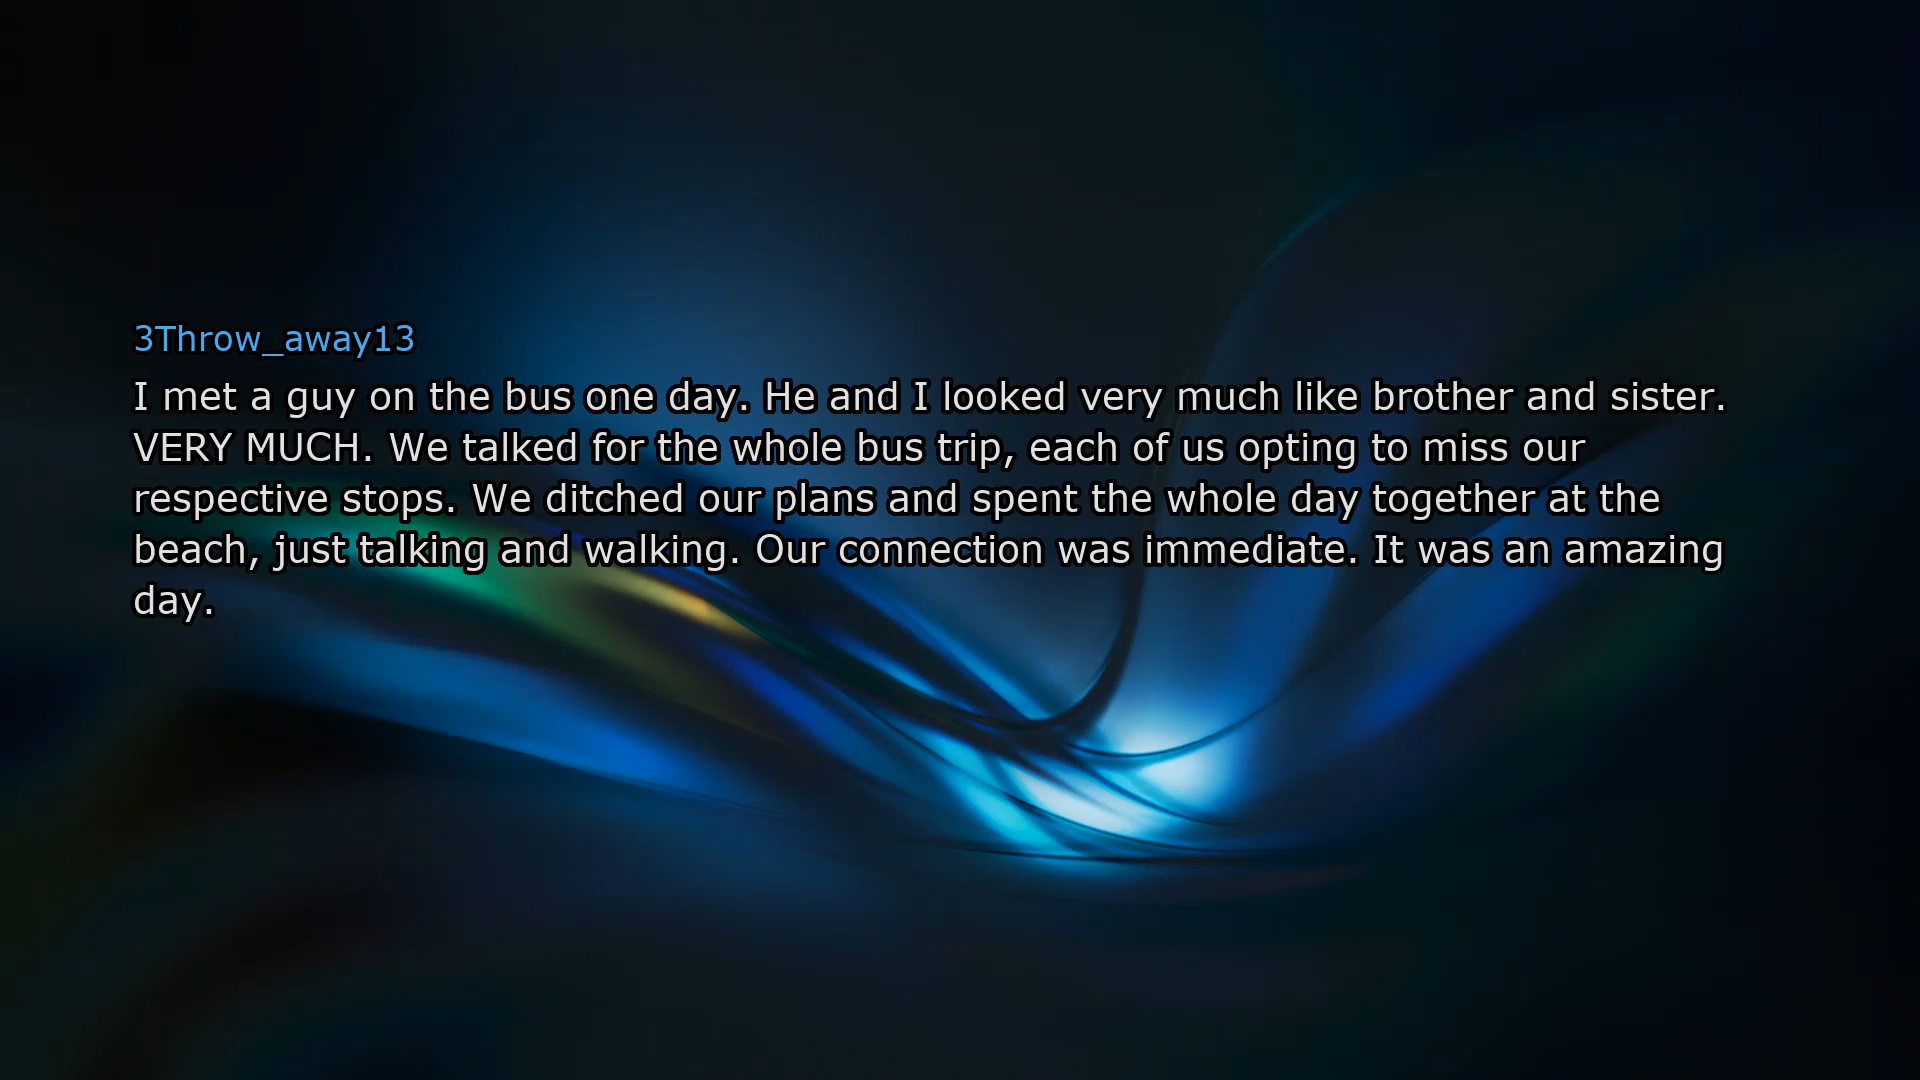 3Throw_away13
I met a guy on the bus one day. He and I looked very much like brother and sister.
VERY MUCH. We talked for the whole bus trip, each of us opting to miss our
respective stops. We ditched our plans and spent the whole day together at the
beach, just talking and walking. Our connection was immediate. It was an amazing
day.